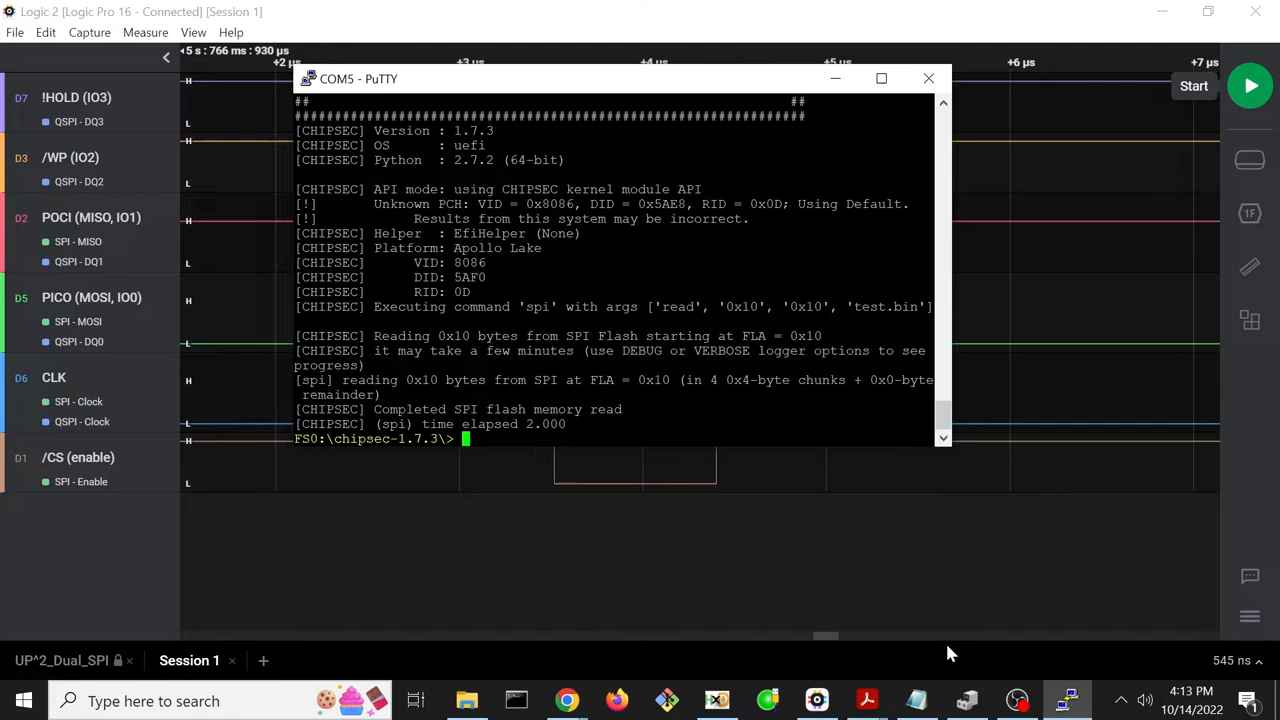 Logic 2 [Logic Pro 16 - Connected] [Session 1]
File Edit Capture Measure View Help
5 s : 766 ms : 930 µs
+2 µs +3 µs +4 µs +5 µs +6 µs +7 µs
D7 !HOLD (IO3)
QSPI - DQ3
D3 /WP (IO2)
QSPI - DQ2
D2 POCI (MISO, IO1)
SPI - MISO
QSPI - DQ1
D5 PICO (MOSI, IO0)
SPI - MOSI
QSPI - DQ0
D6 CLK
SPI - Clock
QSPI - Clock
D1 /CS (enable)
SPI - Enable
H
L
H
L
H
L
H
L
H
L
H
L
Start
COM5 - PuTTY
## ##
################################################################
[CHIPSEC] Version : 1.7.3
[CHIPSEC] OS      : uefi
[CHIPSEC] Python  : 2.7.2 (64-bit)
[CHIPSEC] API mode: using CHIPSEC kernel module API
[!]       Unknown PCH: VID = 0x8086, DID = 0x5AE8, RID = 0x0D; Using Default.
[!]            Results from this system may be incorrect.
[CHIPSEC] Helper  : EfiHelper (None)
[CHIPSEC] Platform: Apollo Lake
[CHIPSEC]      VID: 8086
[CHIPSEC]      DID: 5AF0
[CHIPSEC]      RID: 0D
[CHIPSEC] Executing command 'spi' with args ['read', '0x10', '0x10', 'test.bin']
[CHIPSEC] Reading 0x10 bytes from SPI Flash starting at FLA = 0x10
[CHIPSEC] it may take a few minutes (use DEBUG or VERBOSE logger options to see
progress)
[spi] reading 0x10 bytes from SPI at FLA = 0x10 (in 4 0x4-byte chunks + 0x0-byte
remainder)
[CHIPSEC] Completed SPI flash memory read
[CHIPSEC] (spi) time elapsed 2.000
FS0:\chipsec-1.7.3\>
1F
UP^2_Dual_SPI
Session 1
545 ns
Type here to search
4:13 PM
10/14/2022
1